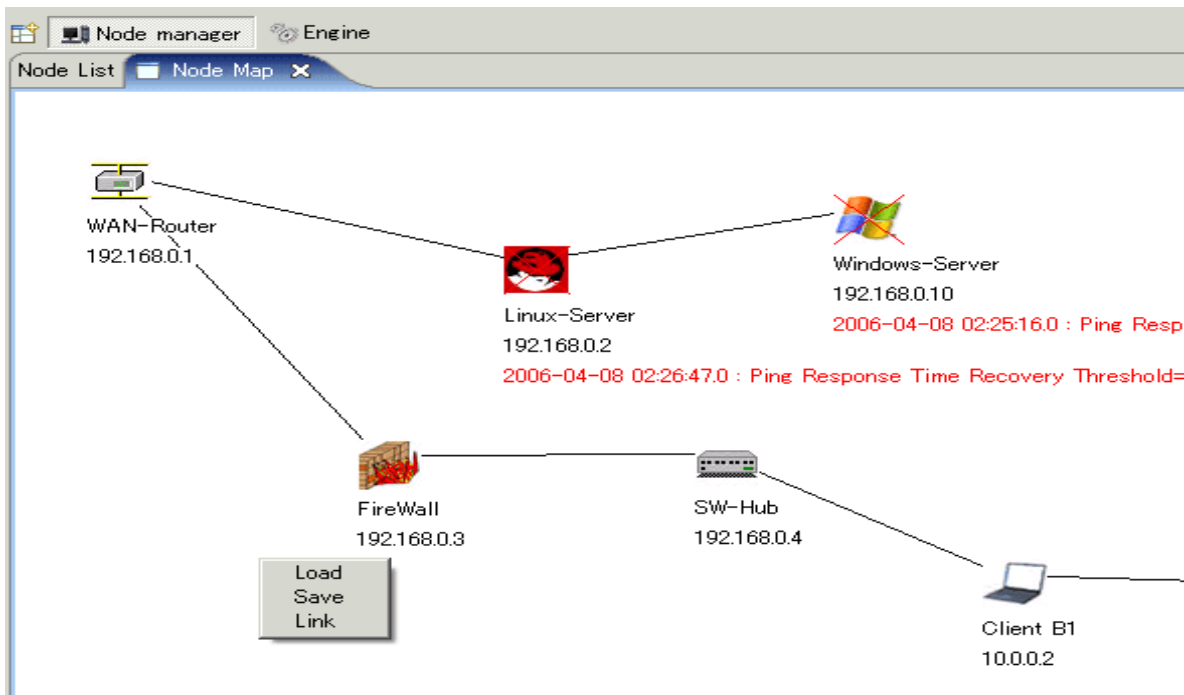 Node manager Engine
Node List Node Map
WAN-Router
192.168.0.1
Windows-Server
192.168.0.10
2006-04-08 02:25:16.0 : Ping Resp
Linux-Server
192.168.0.2
2006-04-08 02:26:47.0 : Ping Response Time Recovery Threshold=
FireWall
192.168.0.3
SW-Hub
192.168.0.4
Load
Save
Link
Client B1
10.0.0.2